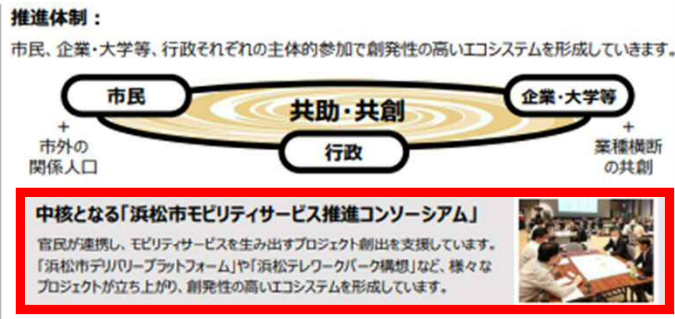 推進体制：
市民、企業・大学等、行政それぞれの主体的参加で創発性の高いエコシステムを形成していきます。
市民
共助・共創
企業・大学等
行政
+
市外の
関係人口
+
業種横断
の共創
中核となる「浜松市モビリティサービス推進コンソーシアム」
官民が連携し、モビリティサービスを生み出すプロジェクト創出を支援しています。
「浜松市デリバリープラットフォーム」や「浜松テレワークパーク構想」など、様々な
プロジェクトが立ち上がり、創発性の高いエコシステムを形成しています。